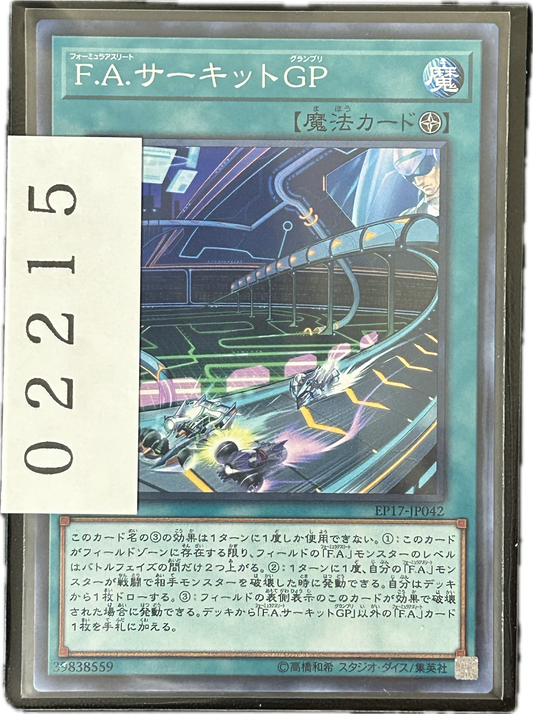 フォーミュラアスリート グランプリ
F.A.サーキットGP
魔
【魔法カード】
02215
EP17-JP042
このカード名の③の効果は1ターンに1度しか使用できない。①:このカー
ドがフィールドゾーンに存在する限り、フィールドの「F.A.」モンスターのレベル
はバトルフェイズの間だけ2つ上がる。②:1ターンに1度、自分の「F.A.」モン
スターが戦闘で相手モンスターを破壊した時に発動できる。自分はデッキ
から1枚ドローする。③:フィールドの表側表示のこのカードが効果で破壊
された場合に発動できる。デッキから「F.A.サーキットGP」以外の「F.A.」カード
1枚を手札に加える。
39838559
©高橋和希 スタジオ・ダイス/集英社